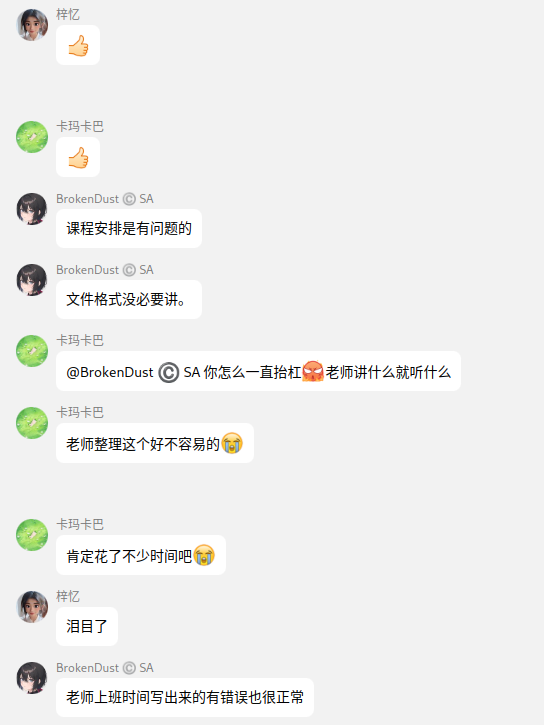 梓忆
👍
卡玛卡巴
👍
BrokenDust © SA
课程安排是有问题的
BrokenDust © SA
文件格式没必要讲。
卡玛卡巴
@BrokenDust © SA 你怎么一直抬杠👺老师讲什么就听什么
卡玛卡巴
老师整理这个好不容易的😭
卡玛卡巴
肯定花了不少时间吧😭
梓忆
泪目了
BrokenDust © SA
老师上班时间写出来的有错误也很正常